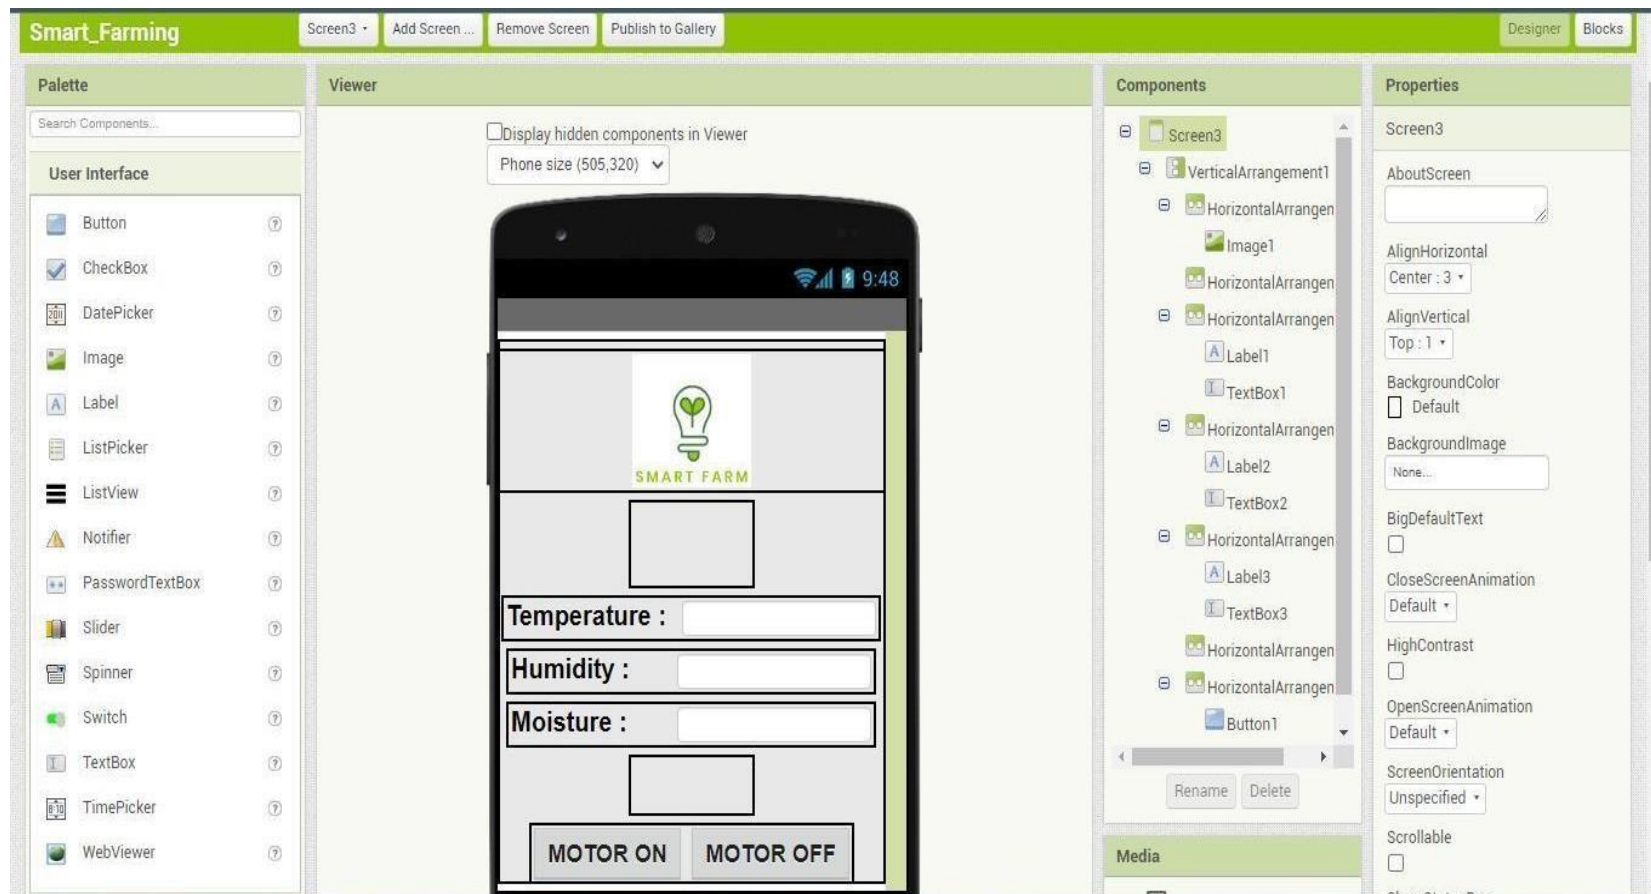 Smart_Farming
Screen3
Add Screen ...
Remove Screen
Publish to Gallery
Designer
Blocks
Palette
Search Components...
User Interface
Button
CheckBox
DatePicker
Image
Label
ListPicker
ListView
Notifier
PasswordTextBox
Slider
Spinner
Switch
TextBox
TimePicker
WebViewer
Viewer
Display hidden components in Viewer
Phone size (505,320)
9:48
SMART FARM
Temperature :
Humidity :
Moisture :
MOTOR ON MOTOR OFF
Components
Screen3
VerticalArrangement1
HorizontalArrangen
Image1
HorizontalArrangen
HorizontalArrangen
Label1
TextBox1
HorizontalArrangen
Label2
TextBox2
HorizontalArrangen
Label3
TextBox3
HorizontalArrangen
HorizontalArrangen
Button1
Rename Delete
Media
Properties
Screen3
AboutScreen
AlignHorizontal
Center : 3
AlignVertical
Top : 1
BackgroundColor
Default
BackgroundImage
None...
BigDefaultText
CloseScreenAnimation
Default
HighContrast
OpenScreenAnimation
Default
ScreenOrientation
Unspecified
Scrollable